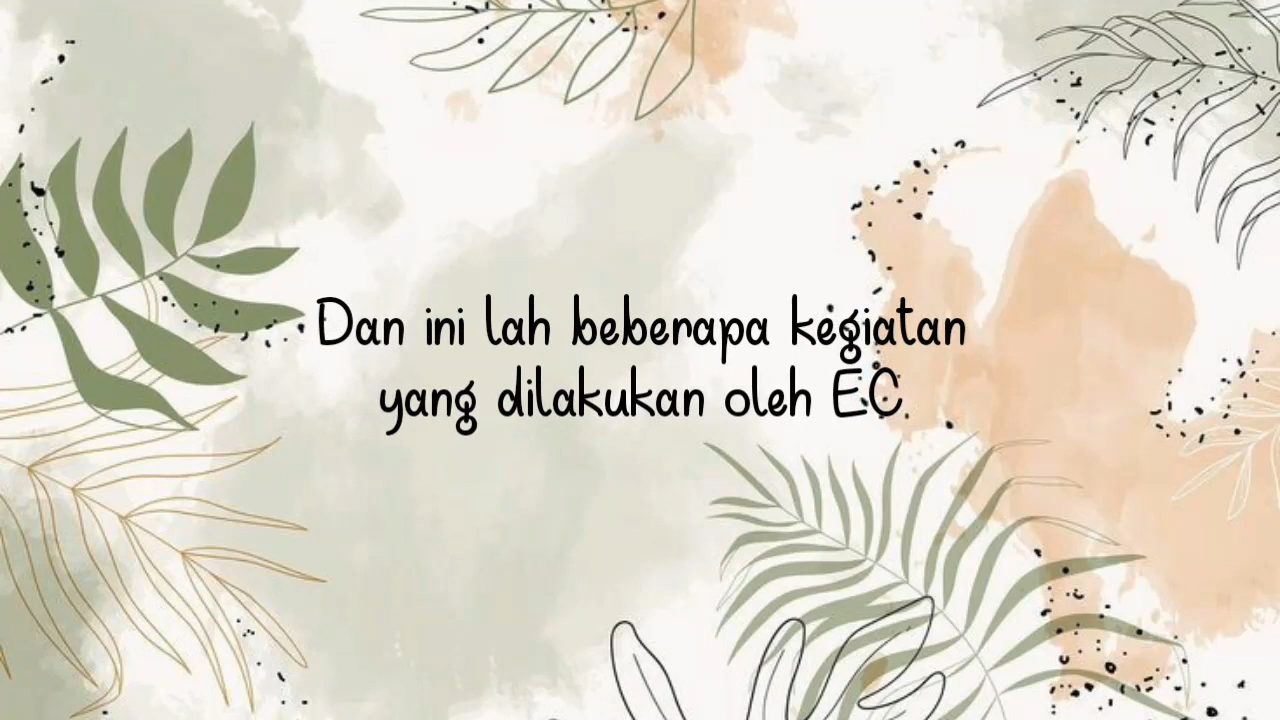 Dan ini lah beberapa kegiatan
yang dilakukan oleh EC.